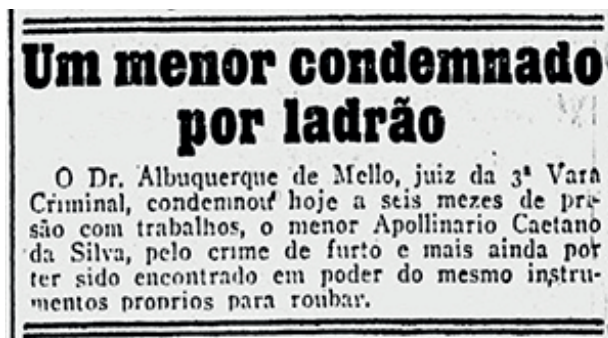 Um menor condemnado
por ladrão
O Dr. Albuquerque de Mello, juiz da 3ª Vara
Criminal, condemnou hoje a seis mezes de pri-
são com trabalhos, o menor Apollinario Caetano
da Silva, pelo crime de furto e mais ainda por
ter sido encontrado em poder do mesmo instru-
mentos proprios para roubar.